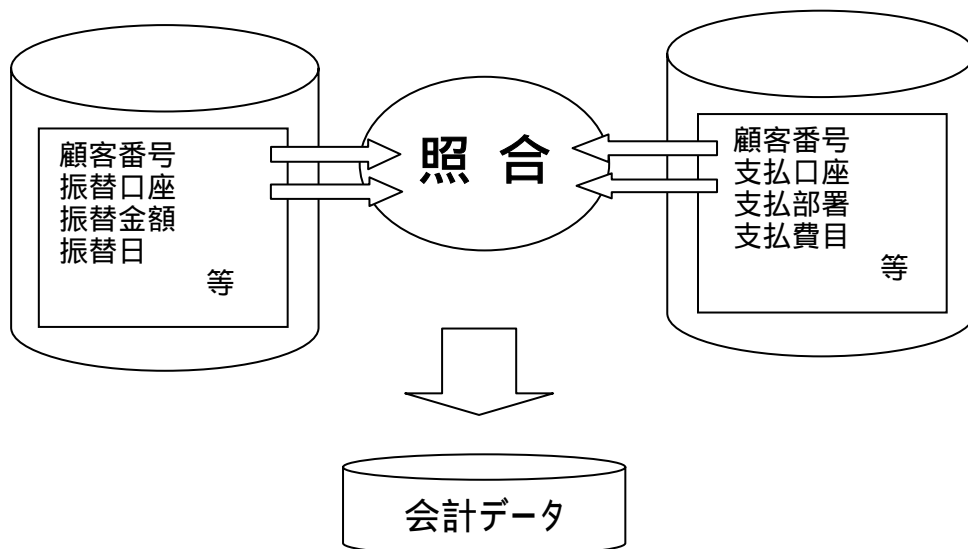 顧客番号
振替口座
振替金額
振替日
等
照 合
顧客番号
支払口座
支払部署
支払費目
等
会計データ